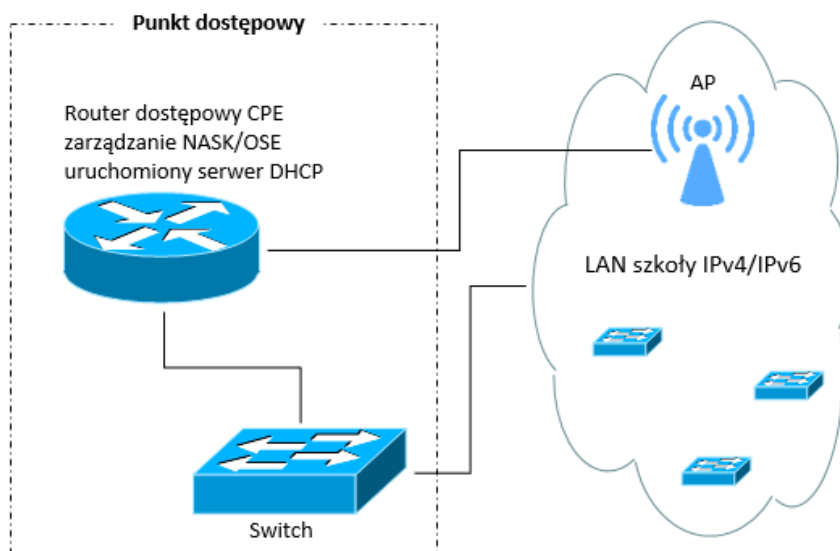 Punkt dostępowy
AP
Router dostępowy CPE
zarządzanie NASK/OSE
uruchomiony serwer DHCP
LAN szkoły IPv4/IPv6
Switch